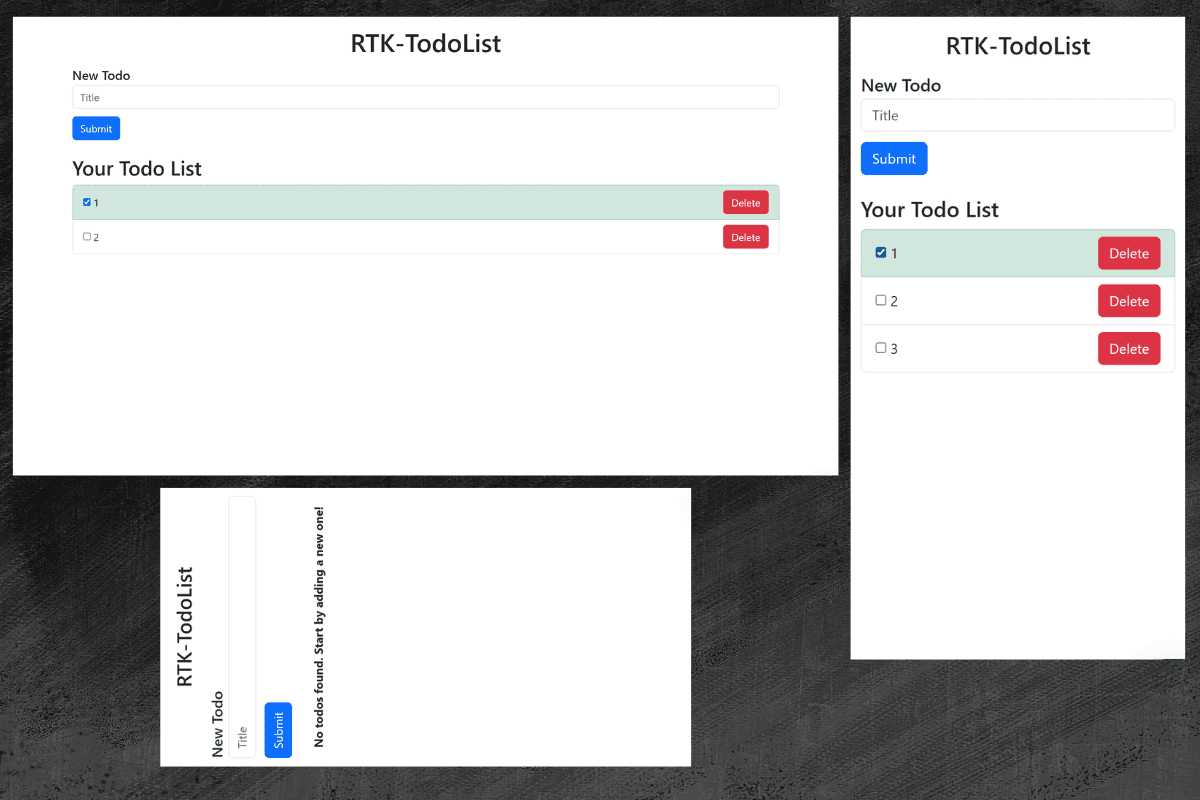 RTK-TodoList
New Todo
Title
Submit
Your Todo List
1 Delete
2 Delete
RTK-TodoList
New Todo
Title
Submit
Your Todo List
1 Delete
2 Delete
3 Delete
RTK-TodoList
New Todo
Title
Submit
No todos found. Start by adding a new one!